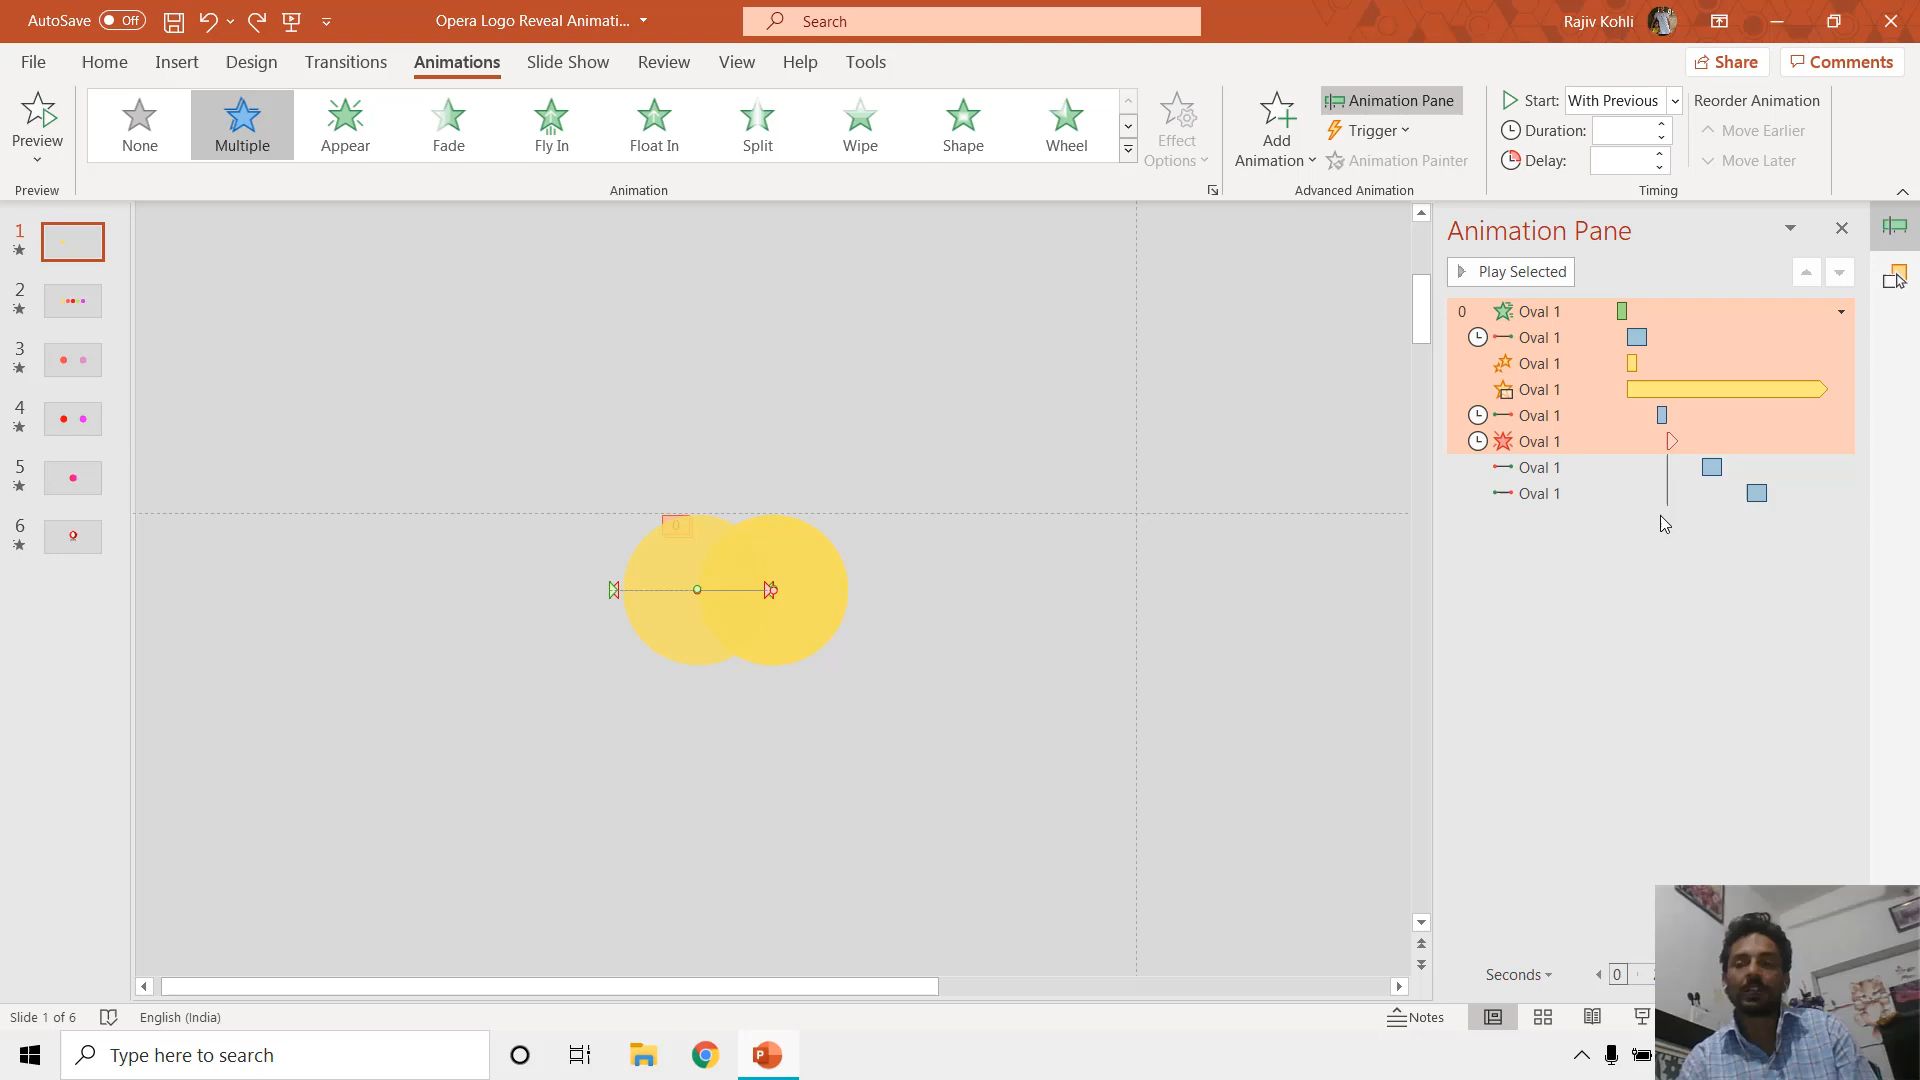 AutoSave Off
Opera Logo Reveal Animati...
Search
Rajiv Kohli
File Home Insert Design Transitions Animations Slide Show Review View Help Tools
Share Comments
Preview
None Multiple Appear Fade Fly In Float In Split Wipe Shape Wheel
Effect Options
Add Animation
Animation Pane
Trigger
Animation Painter
Start: With Previous
Duration:
Delay:
Reorder Animation
Move Earlier
Move Later
Preview Animation Advanced Animation Timing
1
2
3
4
5
6
0
Animation Pane
Play Selected
0 Oval 1
Oval 1
Oval 1
Oval 1
Oval 1
Oval 1
Oval 1
Oval 1
Seconds 0
Slide 1 of 6 English (India) Notes
Type here to search
P